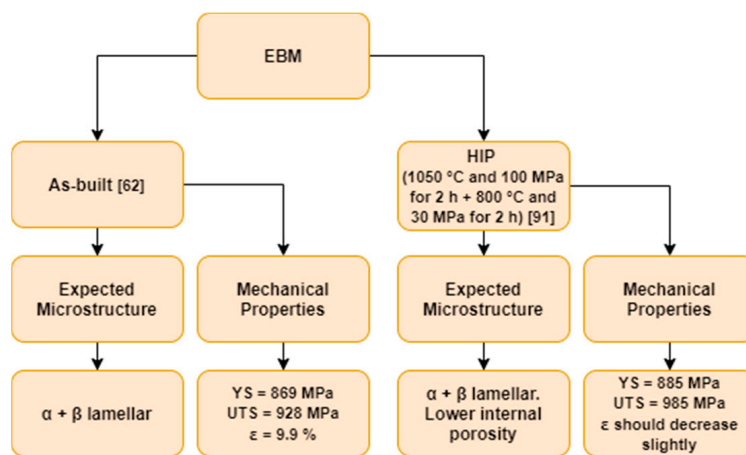 EBM
As-built [62]
HIP
(1050 °C and 100 MPa
for 2 h + 800 °C and
30 MPa for 2 h) [91]
Expected
Microstructure
Mechanical
Properties
Expected
Microstructure
Mechanical
Properties
α + β lamellar
YS = 869 MPa
UTS = 928 MPa
ε = 9.9 %
α + β lamellar.
Lower internal
porosity
YS = 885 MPa
UTS = 985 MPa
ε should decrease
slightly